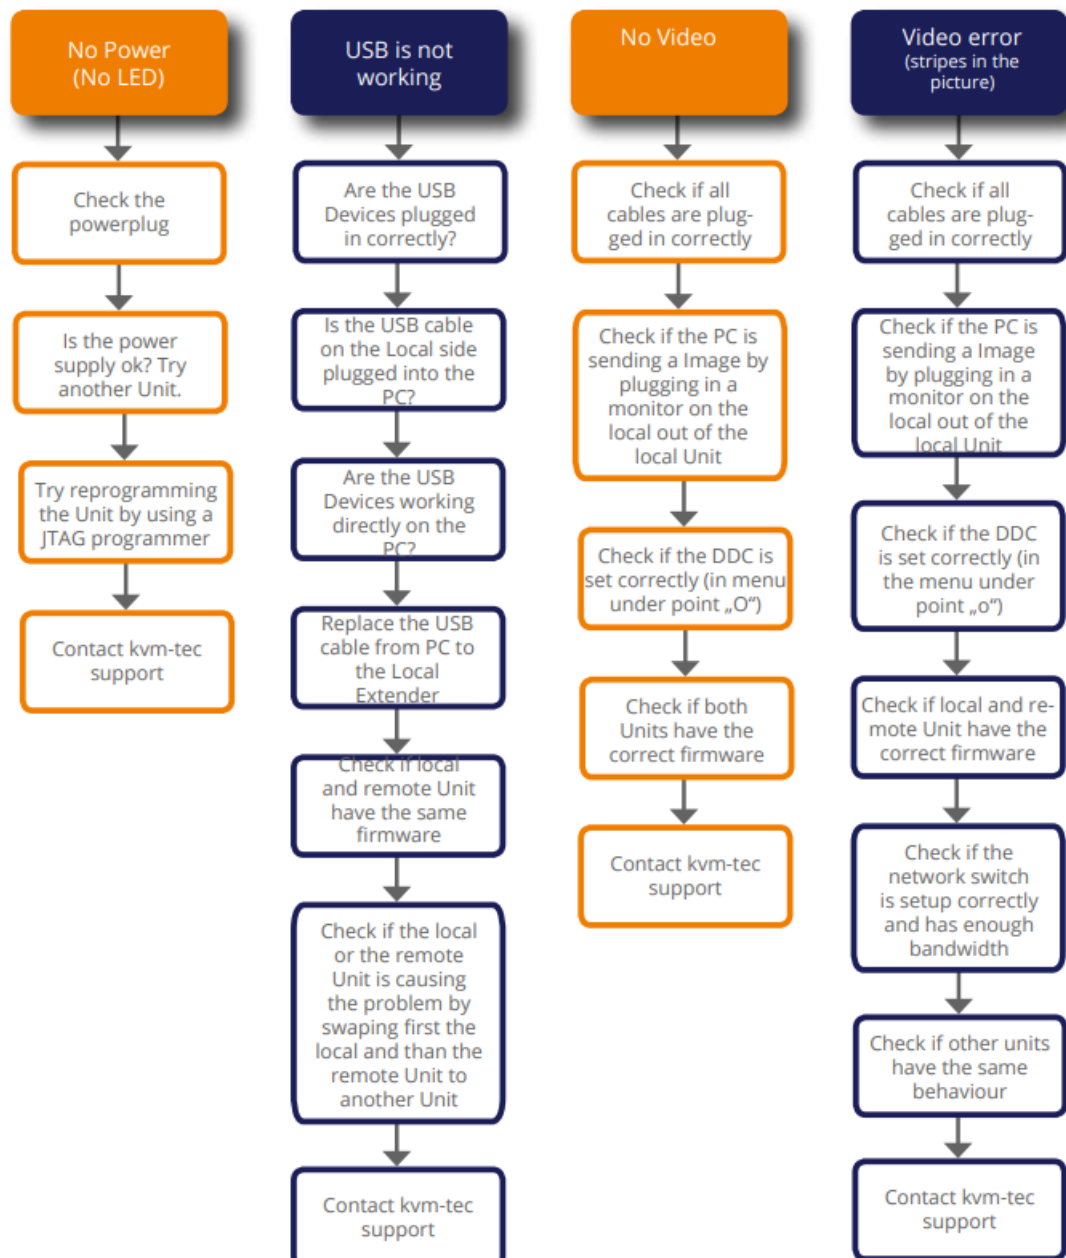 No Power
(No LED)
Check the
powerplug
Is the power
supply ok? Try
another Unit.
Try reprogramming
the Unit by using a
JTAG programmer
Contact kvm-tec
support
USB is not
working
Are the USB
Devices plugged
in correctly?
Is the USB cable
on the Local side
plugged into the
PC?
Are the USB
Devices working
directly on the
PC?
Replace the USB
cable from PC to
the Local
Extender
Check if local
and remote Unit
have the same
firmware
Check if the local
or the remote
Unit is causing
the problem by
swaping first the
local and than the
remote Unit to
another Unit
Contact kvm-tec
support
No Video
Check if all
cables are plug-
ged in correctly
Check if the PC is
sending a Image by
plugging in a
monitor on the
local out of the
local Unit
Check if the DDC is
set correctly (in menu
under point „O“)
Check if both
Units have the
correct firmware
Contact kvm-tec
support
Video error
(stripes in the
picture)
Check if all
cables are plug-
ged in correctly
Check if the PC is
sending a Image
by plugging in a
monitor on the
local out of the
local Unit
Check if the DDC
is set correctly (in
the menu under
point „o“)
Check if local and re-
mote Unit have the
correct firmware
Check if the
network switch
is setup correctly
and has enough
bandwidth
Check if other units
have the same
behaviour
Contact kvm-tec
support